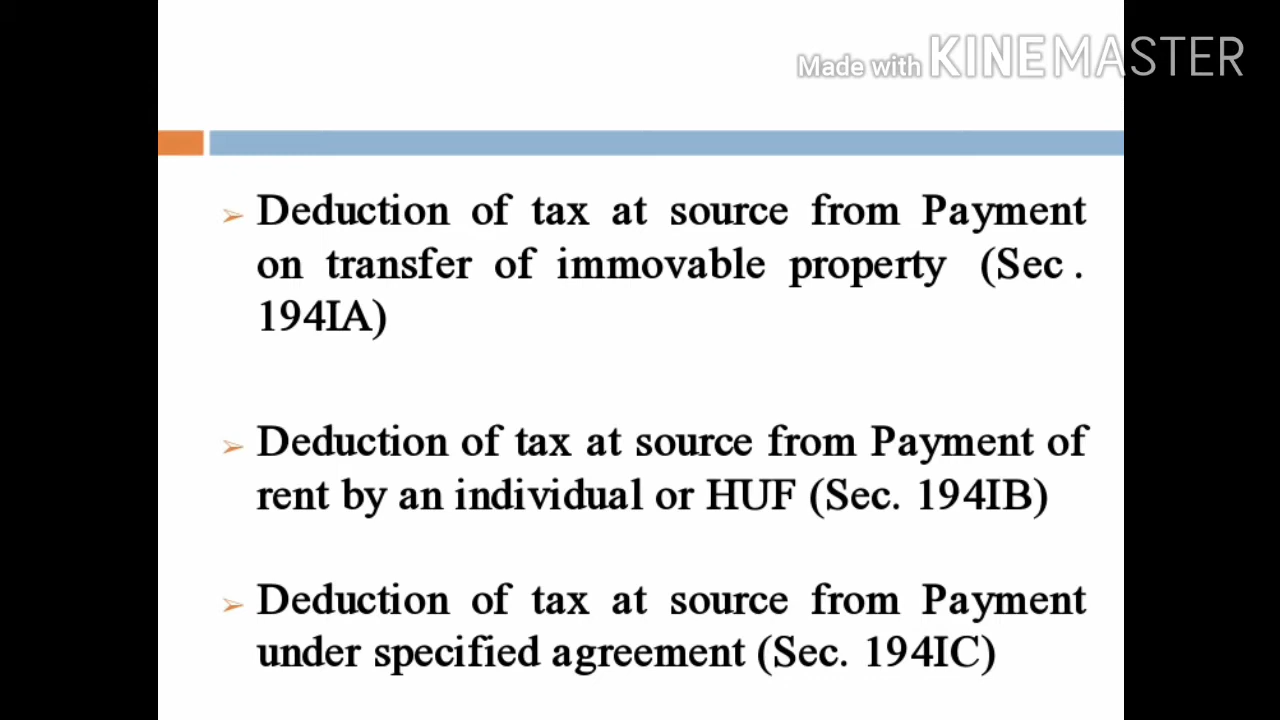 Made with KINEMASTER
➢ Deduction of tax at source from Payment
on transfer of immovable property (Sec .
194IA)
➢ Deduction of tax at source from Payment of
rent by an individual or HUF (Sec. 194IB)
➢ Deduction of tax at source from Payment
under specified agreement (Sec. 194IC)